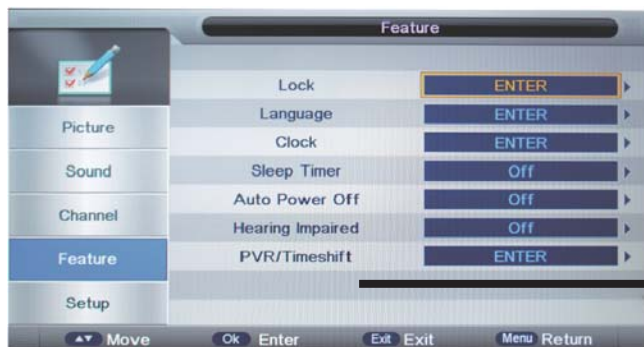 Feature
Lock ENTER
Language ENTER
Clock ENTER
Sleep Timer Off
Auto Power Off Off
Hearing Impaired Off
PVR/Timeshift ENTER
Picture
Sound
Channel
Feature
Setup
Move Ok Enter Exit Exit Menu Return